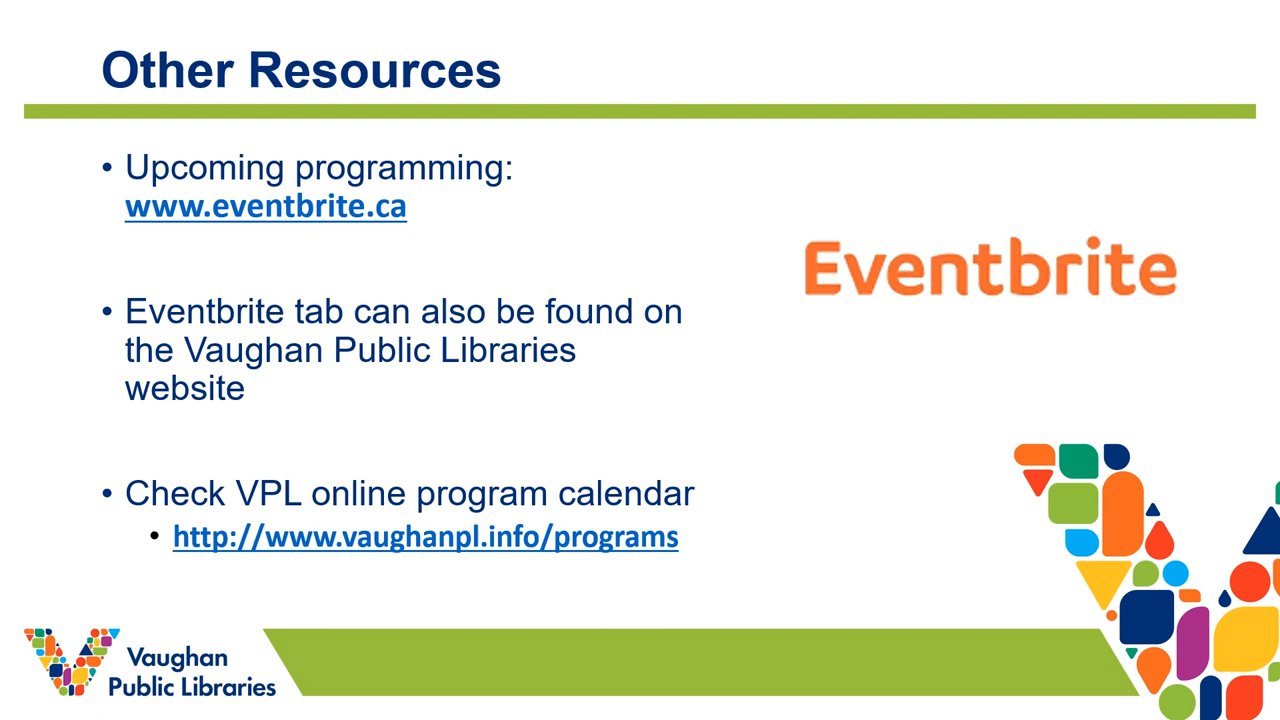 Other Resources
• Upcoming programming:
www.eventbrite.ca
Eventbrite
• Eventbrite tab can also be found on
the Vaughan Public Libraries
website
• Check VPL online program calendar
• http://www.vaughanpl.info/programs
Vaughan
Public Libraries